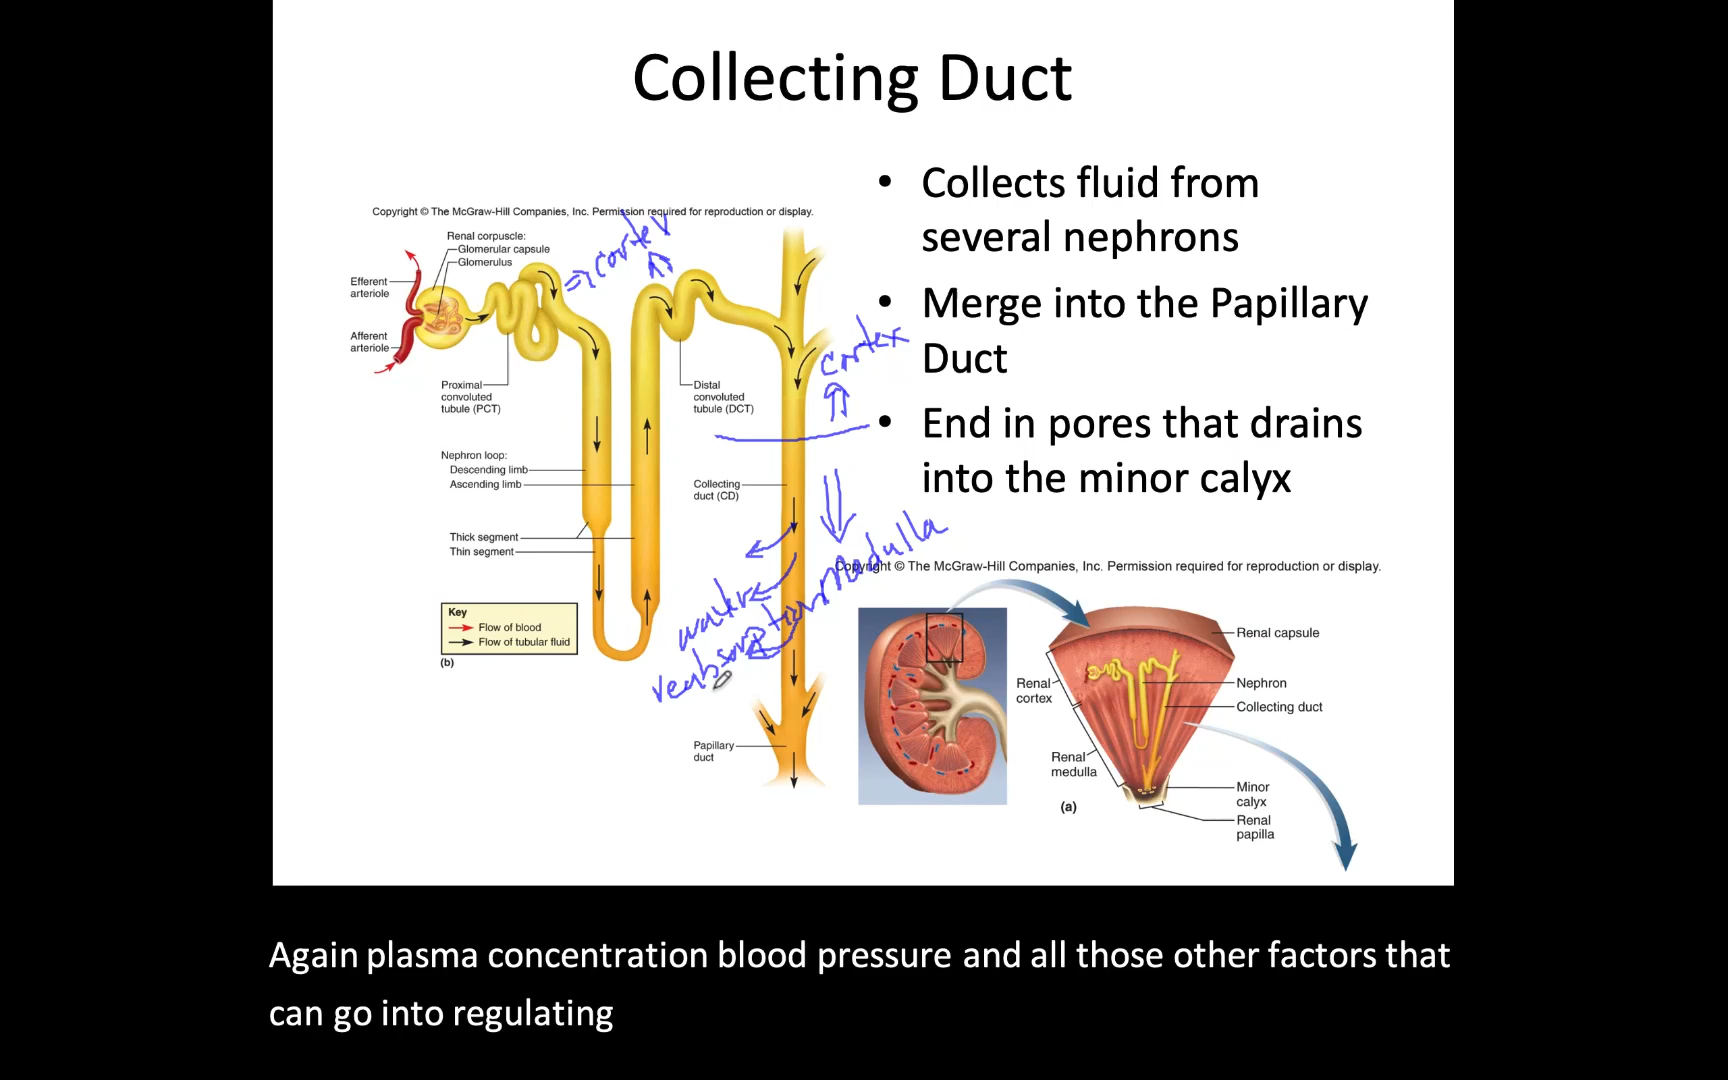 Collecting Duct
Copyright © The McGraw-Hill Companies, Inc. Permission required for reproduction or display.
Renal corpuscle:
Glomerular capsule
Glomerulus
Efferent
arteriole
Afferent
arteriole
Proximal
convoluted
tubule (PCT)
Distal
convoluted
tubule (DCT)
Nephron loop:
Descending limb
Ascending limb
Collecting
duct (CD)
Thick segment
Thin segment
Key
Flow of blood
Flow of tubular fluid
(b)
Papillary
duct
⇒ cortex
cortex
medulla
water
reabsorption
• Collects fluid from
several nephrons
• Merge into the Papillary
Duct
• End in pores that drains
into the minor calyx
Copyright © The McGraw-Hill Companies, Inc. Permission required for reproduction or display.
Renal capsule
Renal
cortex
Nephron
Collecting duct
Renal
medulla
Minor
calyx
(a)
Renal
papilla
Again plasma concentration blood pressure and all those other factors that
can go into regulating